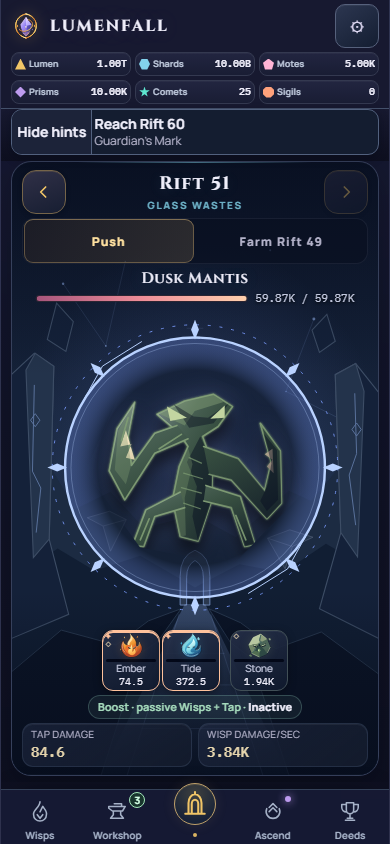 LUMENFALL
Lumen 1.00T
Shards 10.00B
Motes 5.00K
Prisms 10.00K
Comets 25
Sigils 0
Hide hints
Reach Rift 60
Guardian's Mark
RIFT 51
GLASS WASTES
Push
Farm Rift 49
DUSK MANTIS
59.87K / 59.87K
Ember
74.5
Tide
372.5
Stone
1.94K
Boost · passive Wisps + Tap · Inactive
TAP DAMAGE
84.6
WISP DAMAGE/SEC
3.84K
3
Wisps
Workshop
Ascend
Deeds